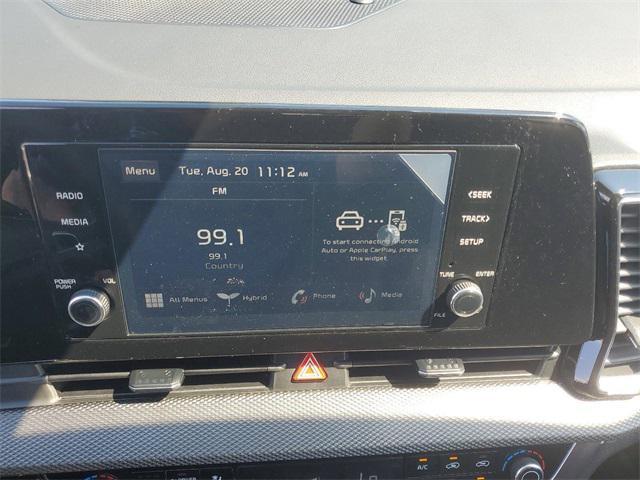 Menu Tue, Aug. 20 11:12 AM
FM
RADIO
MEDIA
POWER PUSH VOL
99.1
99.1
Country
To start connecting Android
Auto or Apple CarPlay, press
this widget.
All Menus Hybrid Phone Media
<SEEK
TRACK>
SETUP
TUNE ENTER
FILE
A/C